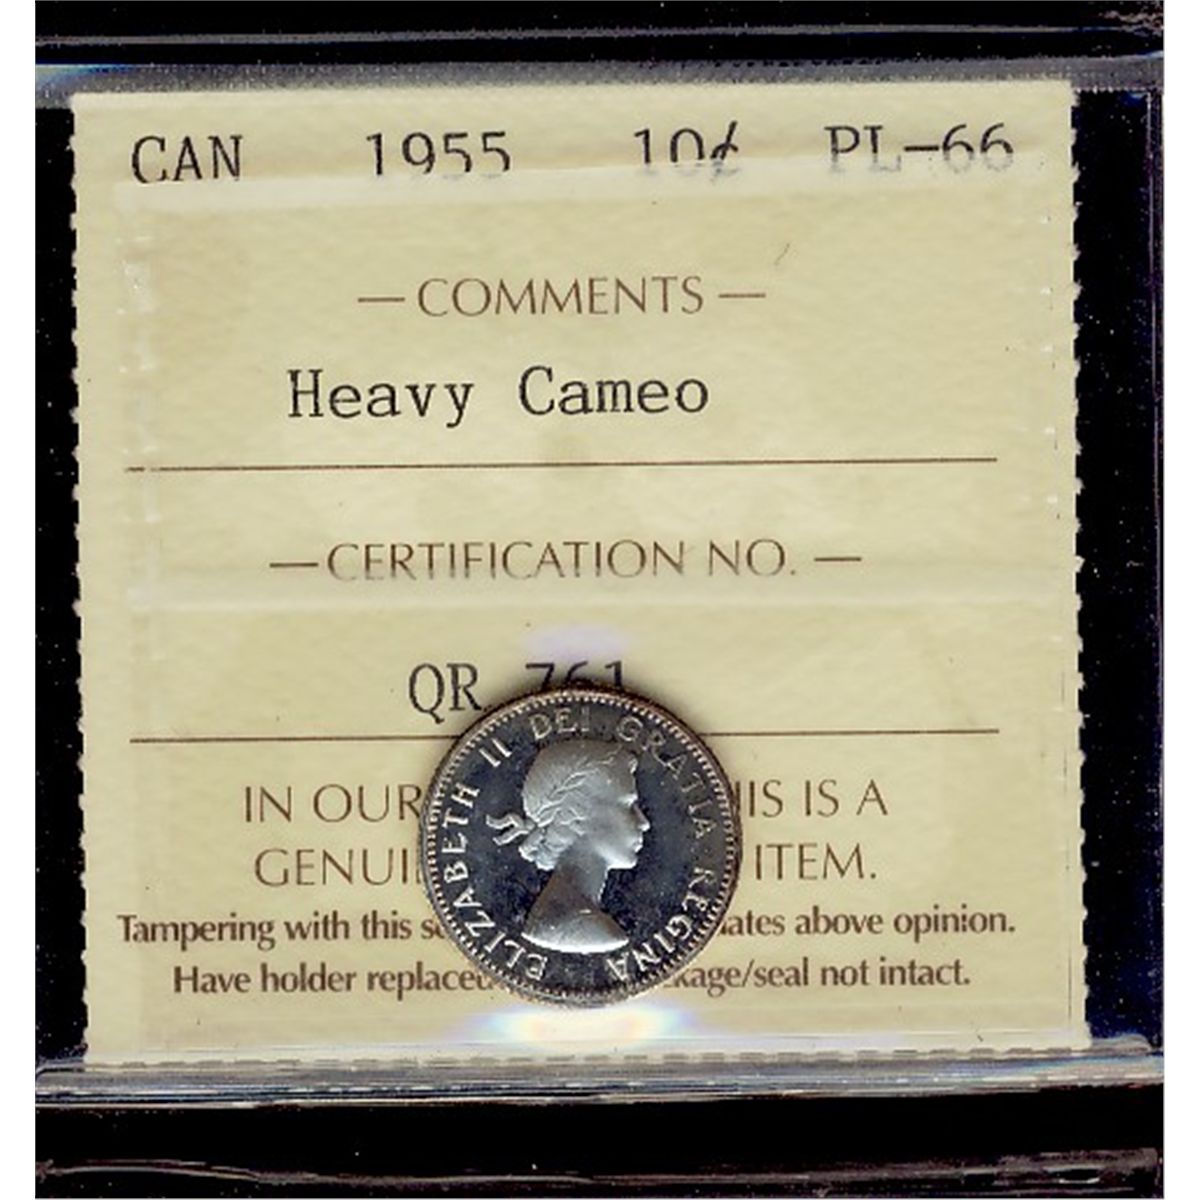 CAN 1955 10¢ PL-66
— COMMENTS —
Heavy Cameo
— CERTIFICATION NO. —
QR 761
ELIZABETH II DEI GRATIA REGINA
IN OUR IS IS A
GENUI ITEM.
Tampering with this ates above opinion.
Have holder replaced kage/seal not intact.